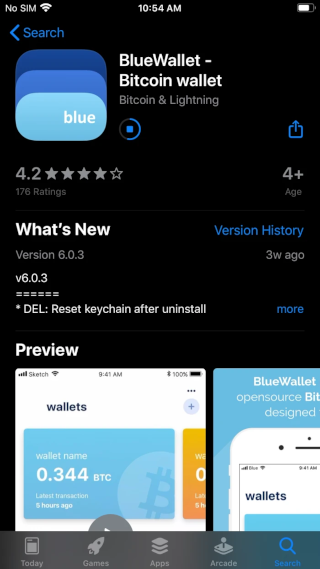 No SIM 10:54 AM
Search
BlueWallet -
Bitcoin wallet
Bitcoin & Lightning
blue
4.2
4+
176 Ratings
Age
What's New
Version History
Version 6.0.3
3w ago
v6.0.3
======
* DEL: Reset keychain after uninstall
more
Preview
Sketch 9:41 AM 100%
wallets
wallet name
0.344 BTC
Latest transaction
5 hours ago
BlueWallet
opensource Bit
designed
Blue 9:41 AM
wallets
Today
Games
Apps
Arcade
Search